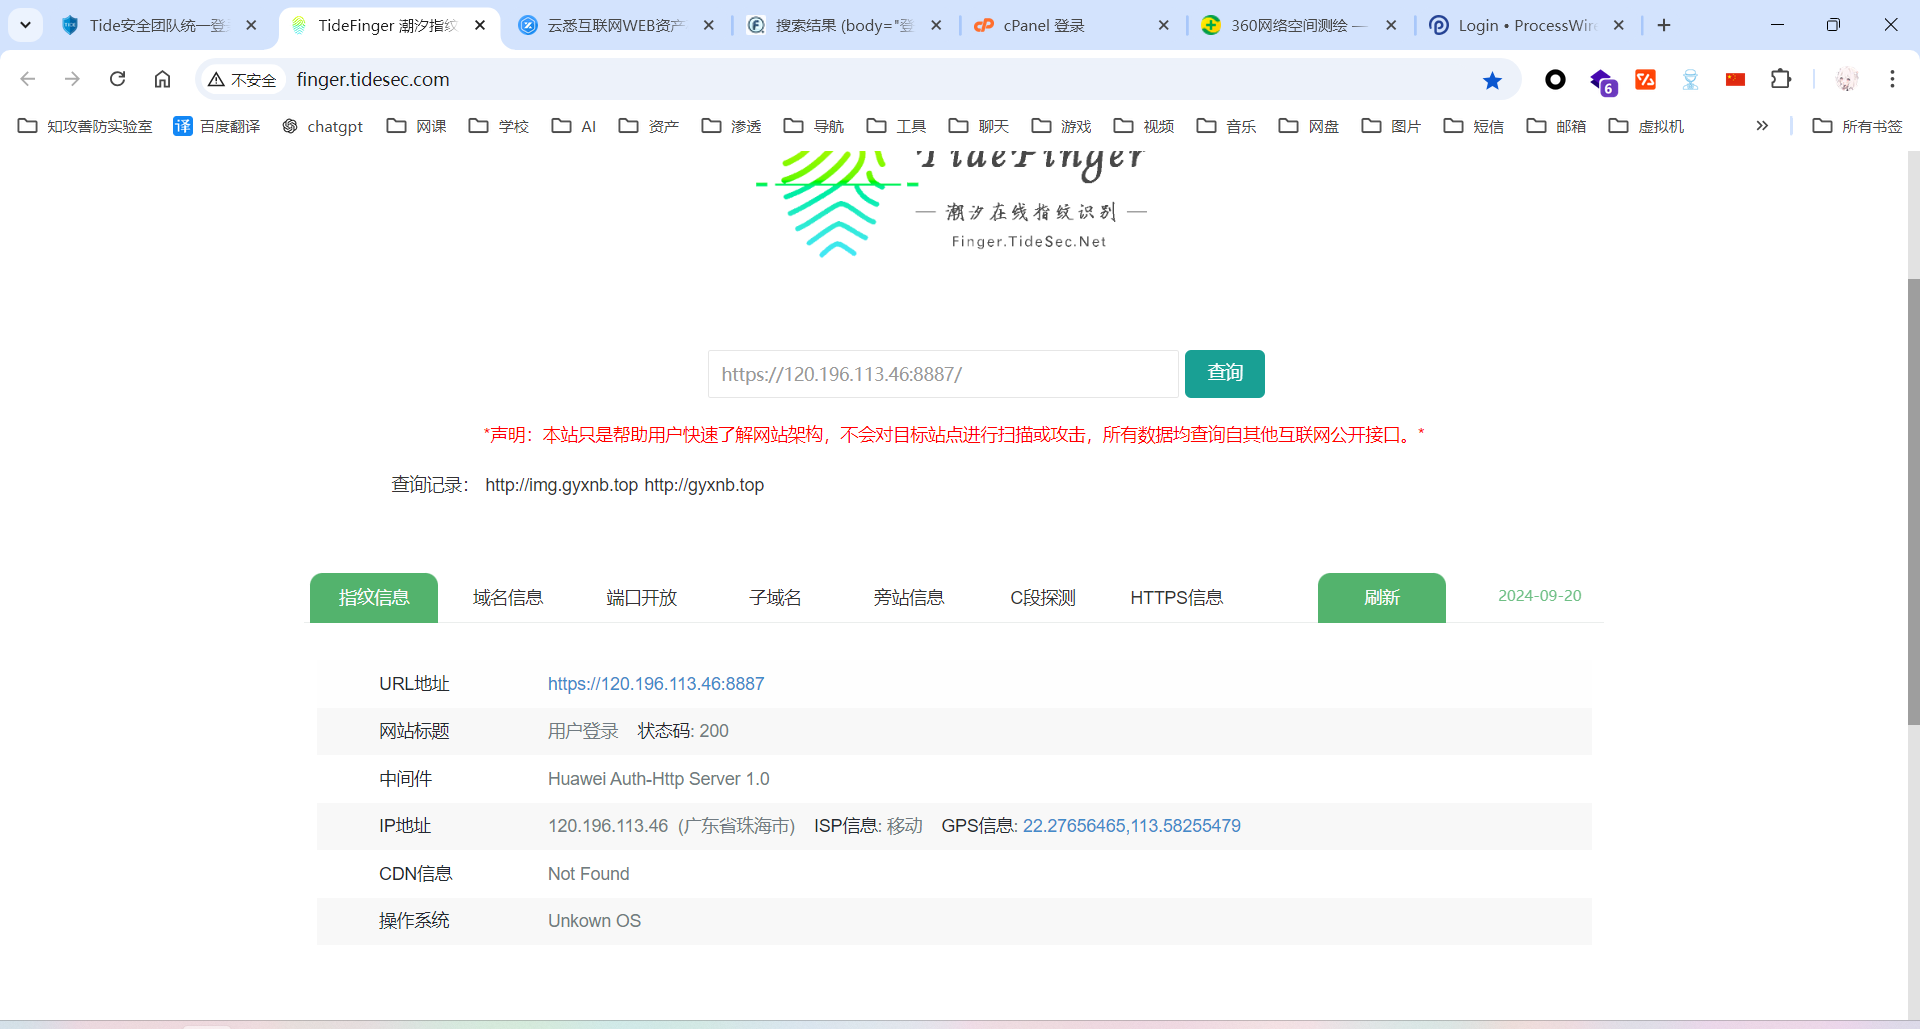 Tide安全团队统一登
TideFinger 潮汐指纹
云悉互联网WEB资产
搜索结果 (body="登
cPanel 登录
360网络空间测绘 —
Login • ProcessWire
不安全
finger.tidesec.com
6
知攻善防实验室
译 百度翻译
chatgpt
网课
学校
AI
资产
渗透
导航
工具
聊天
游戏
视频
音乐
网盘
图片
短信
邮箱
虚拟机
所有书签
TideFinger
— 潮汐在线指纹识别 —
Finger.TideSec.Net
https://120.196.113.46:8887/
查询
*声明：本站只是帮助用户快速了解网站架构，不会对目标站点进行扫描或攻击，所有数据均查询自其他互联网公开接口。*
查询记录： http://img.gyxnb.top http://gyxnb.top
指纹信息
域名信息
端口开放
子域名
旁站信息
C段探测
HTTPS信息
刷新
2024-09-20
URL地址 https://120.196.113.46:8887
网站标题 用户登录 状态码: 200
中间件 Huawei Auth-Http Server 1.0
IP地址 120.196.113.46（广东省珠海市） ISP信息: 移动 GPS信息: 22.27656465,113.58255479
CDN信息 Not Found
操作系统 Unkown OS